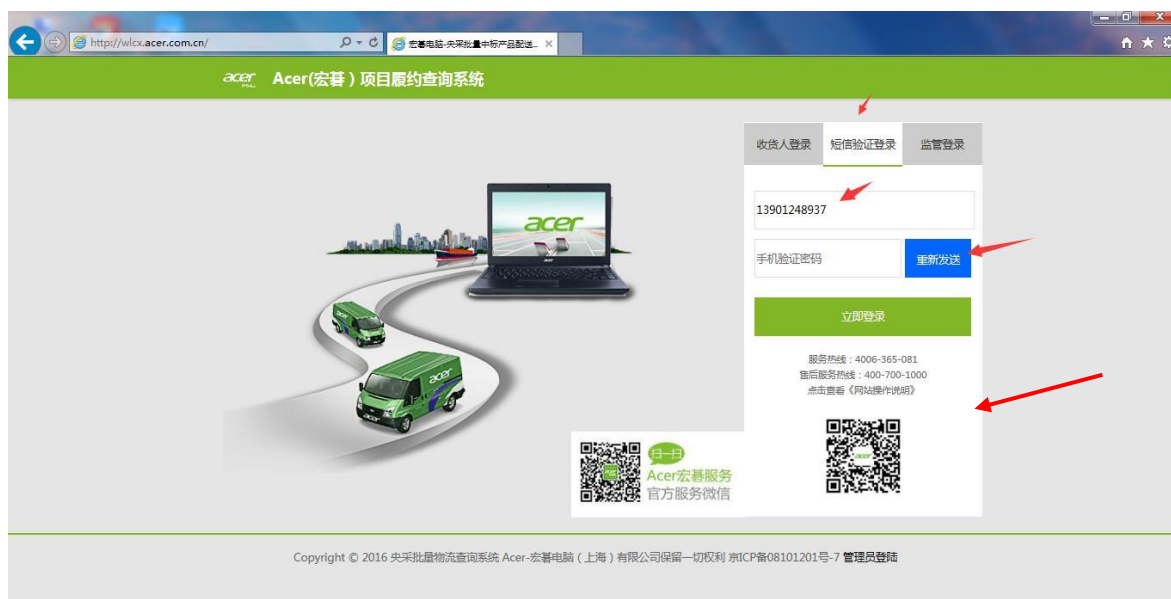 http://wlcx.acer.com.cn/
宏碁电脑-央采批量中标产品配送...
acer Acer(宏碁)项目履约查询系统
收货人登录 短信验证登录 监管登录
13901248937
手机验证密码 重新发送
立即登录
服务热线:4006-365-081
售后服务热线:400-700-1000
点击查看《网站操作说明》
acer
acer
acer
扫一扫
Acer宏碁服务
官方服务微信
Copyright © 2016 央采批量物流查询系统 Acer-宏碁电脑(上海)有限公司保留一切权利 京ICP备08101201号-7 管理员登陆